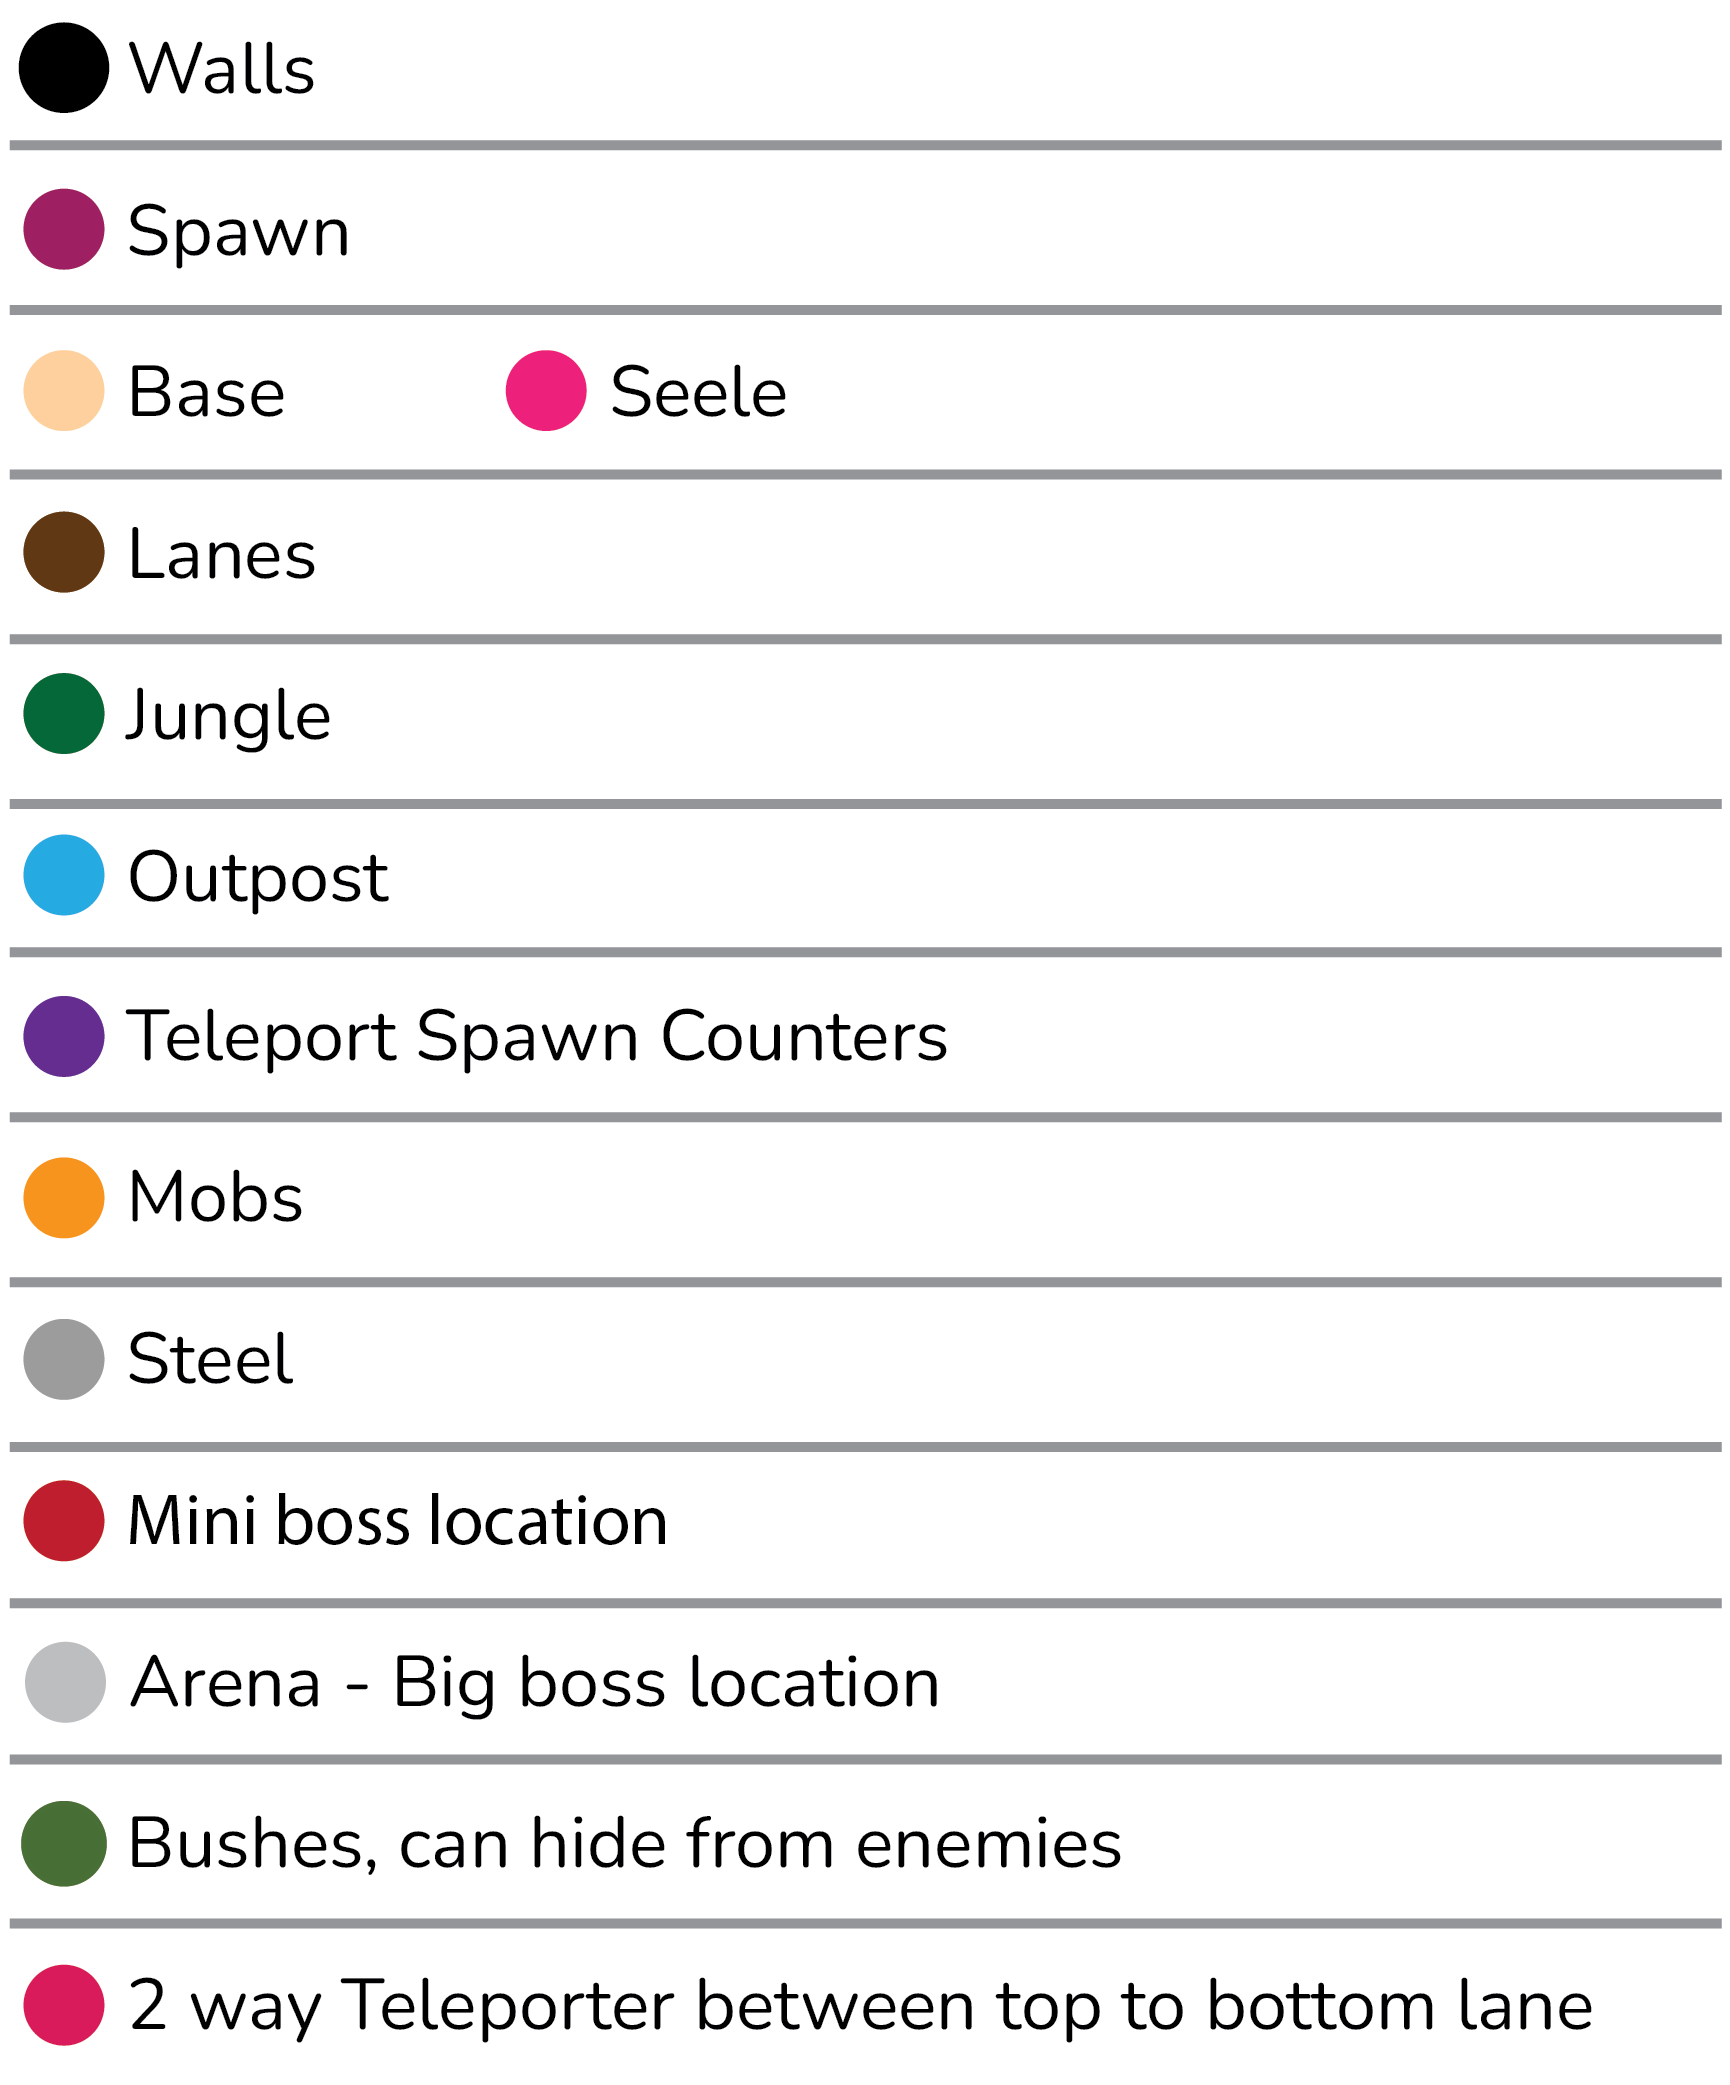 Walls
Spawn
Base
Seele
Lanes
Jungle
Outpost
Teleport Spawn Counters
Mobs
Steel
Mini boss location
Arena - Big boss location
Bushes, can hide from enemies
2 way Teleporter between top to bottom lane